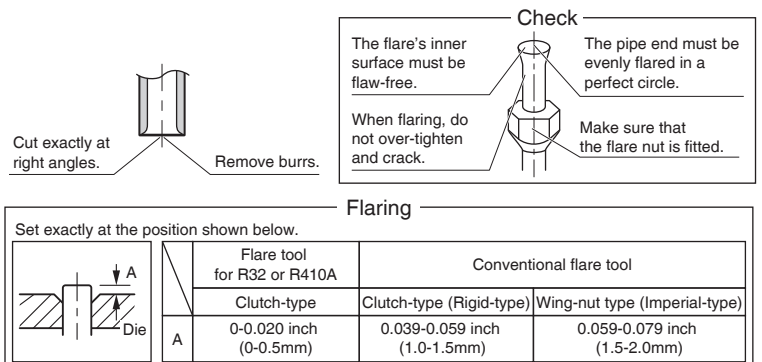 Cut exactly at
right angles.
Remove burrs.
Check
The flare's inner
surface must be
flaw-free.
The pipe end must be
evenly flared in a
perfect circle.
When flaring, do
not over-tighten
and crack.
Make sure that
the flare nut is fitted.
Flaring
Set exactly at the position shown below.
A
Die
Flare tool
for R32 or R410A
Conventional flare tool
Clutch-type
Clutch-type (Rigid-type)
Wing-nut type (Imperial-type)
A
0-0.020 inch
(0-0.5mm)
0.039-0.059 inch
(1.0-1.5mm)
0.059-0.079 inch
(1.5-2.0mm)